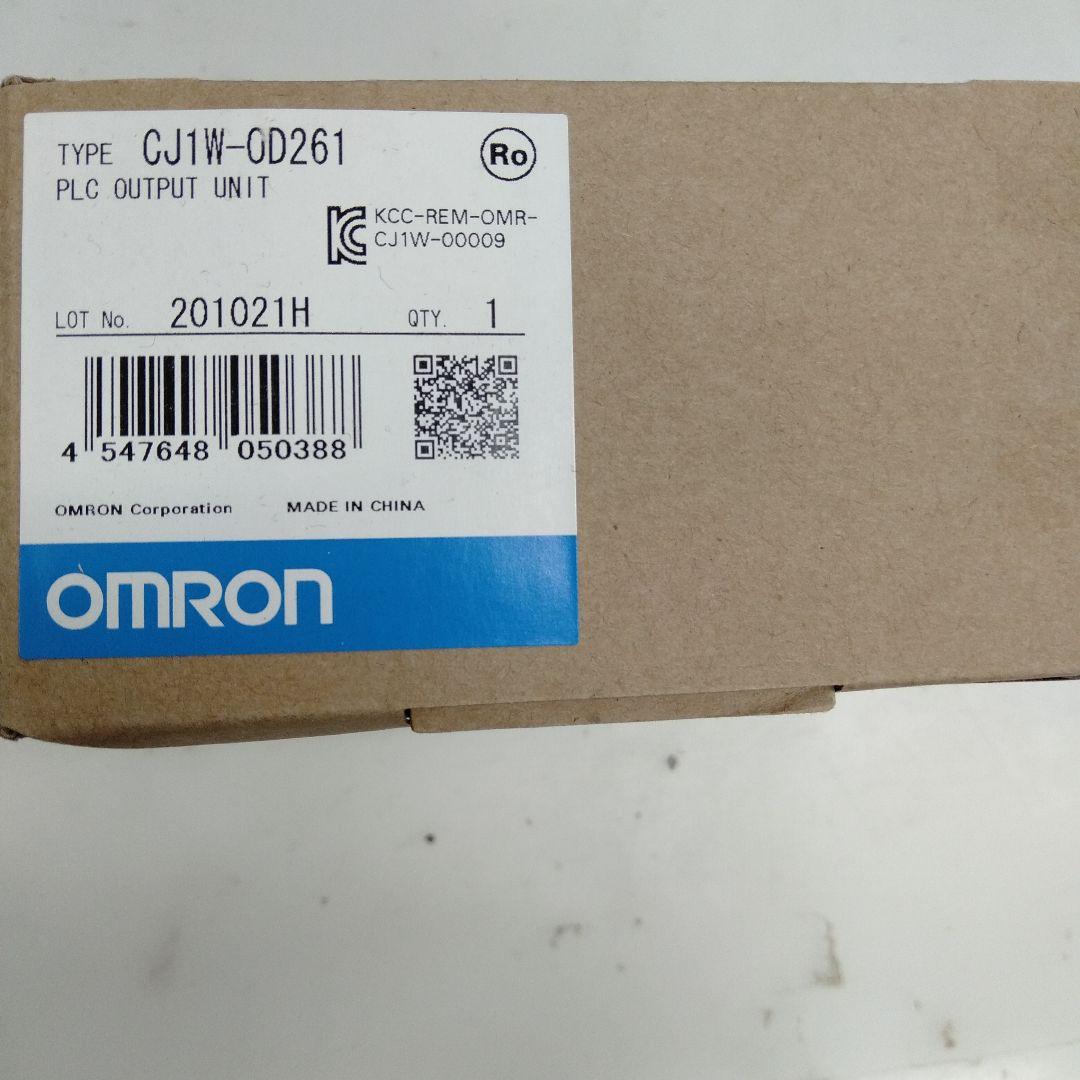 TYPE CJ1W-OD261
Ro
PLC OUTPUT UNIT
KC KCC-REM-OMR-
CJ1W-00009
LOT No. 201021H QTY. 1
4 547648 050388
OMRON Corporation MADE IN CHINA
OMRON